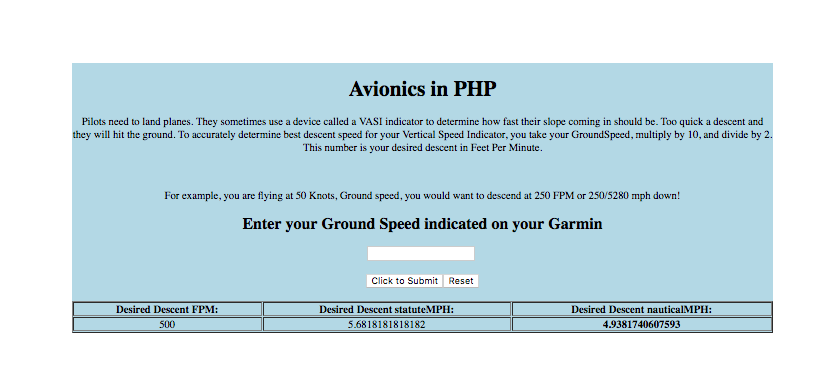 Avionics in PHP
Pilots need to land planes. They sometimes use a device called a VASI indicator to determine how fast their slope coming in should be. Too quick a descent and
they will hit the ground. To accurately determine best descent speed for your Vertical Speed Indicator, you take your GroundSpeed, multiply by 10, and divide by 2.
This number is your desired descent in Feet Per Minute.
For example, you are flying at 50 Knots, Ground speed, you would want to descend at 250 FPM or 250/5280 mph down!
Enter your Ground Speed indicated on your Garmin
Click to Submit Reset
Desired Descent FPM: Desired Descent statuteMPH: Desired Descent nauticalMPH:
500 5.6818181818182 4.9381740607593